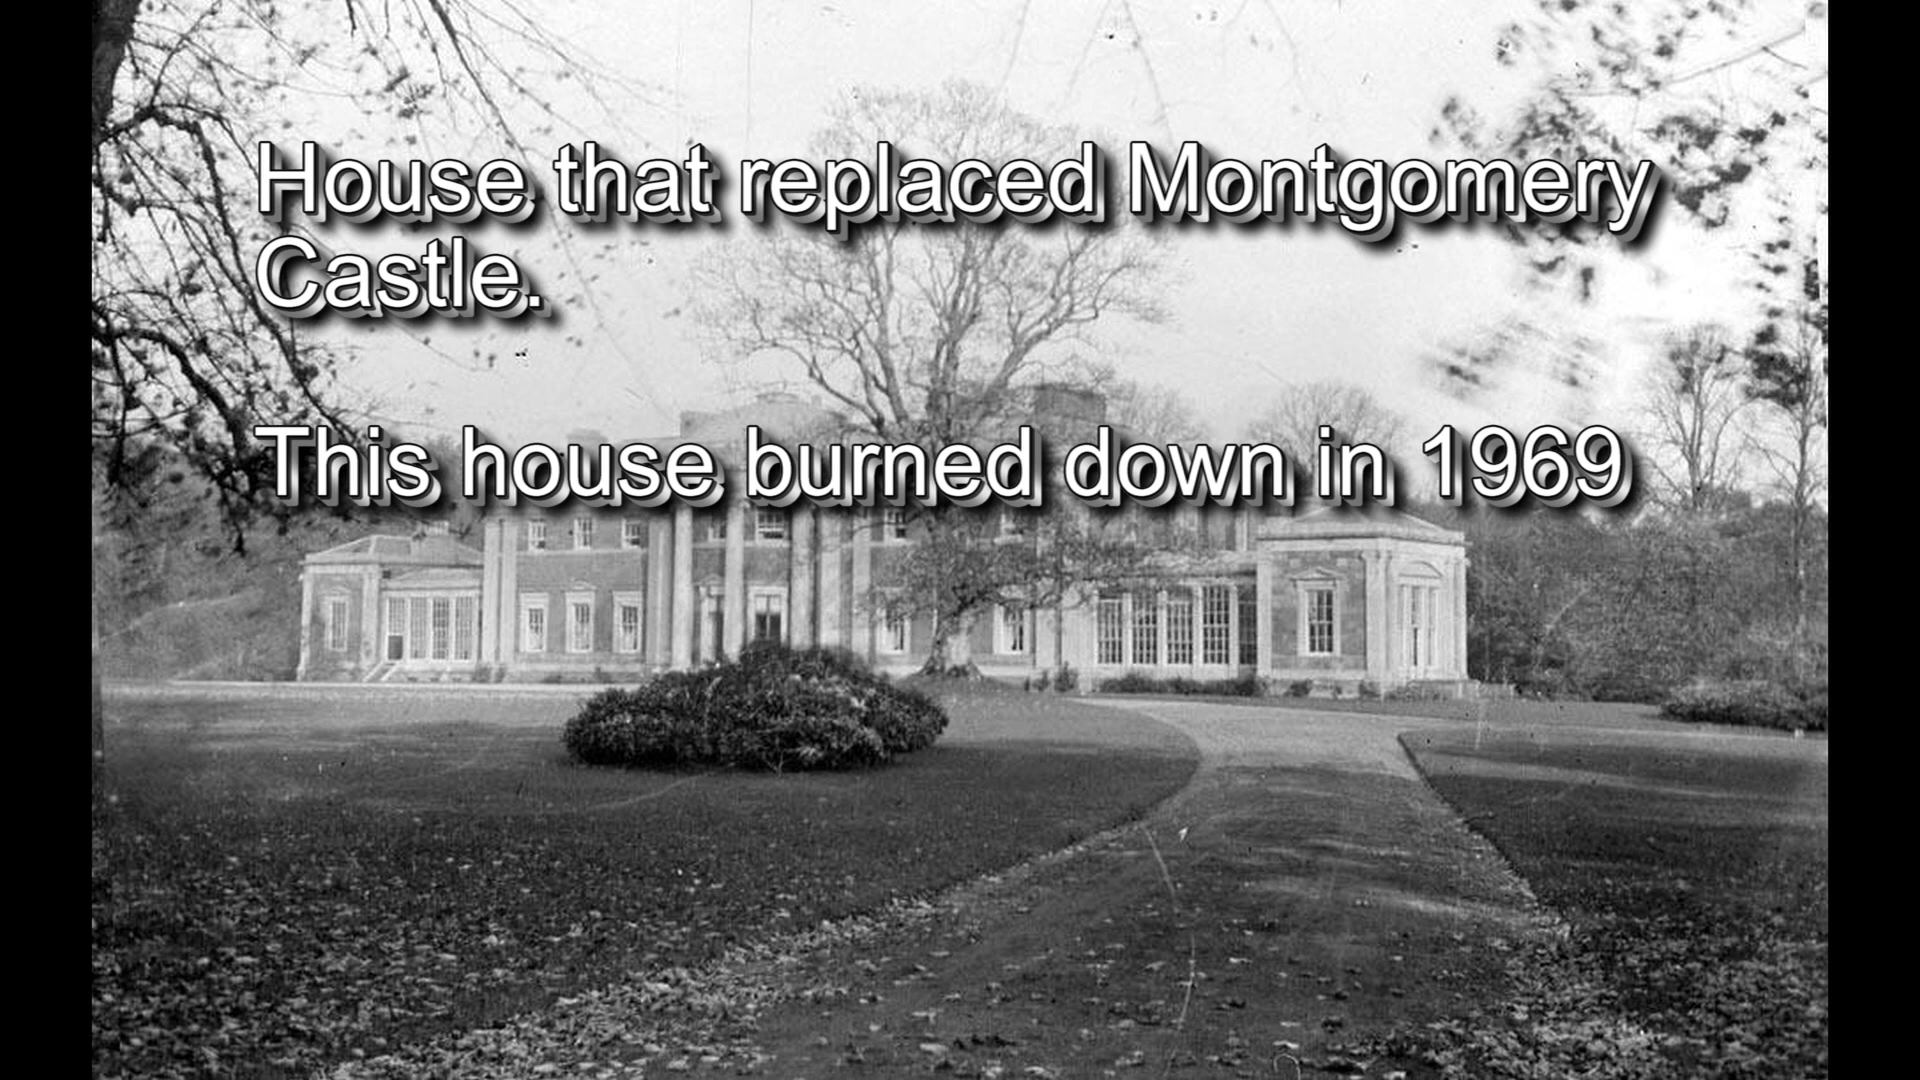 House that replaced Montgomery
Castle.
This house burned down in 1969